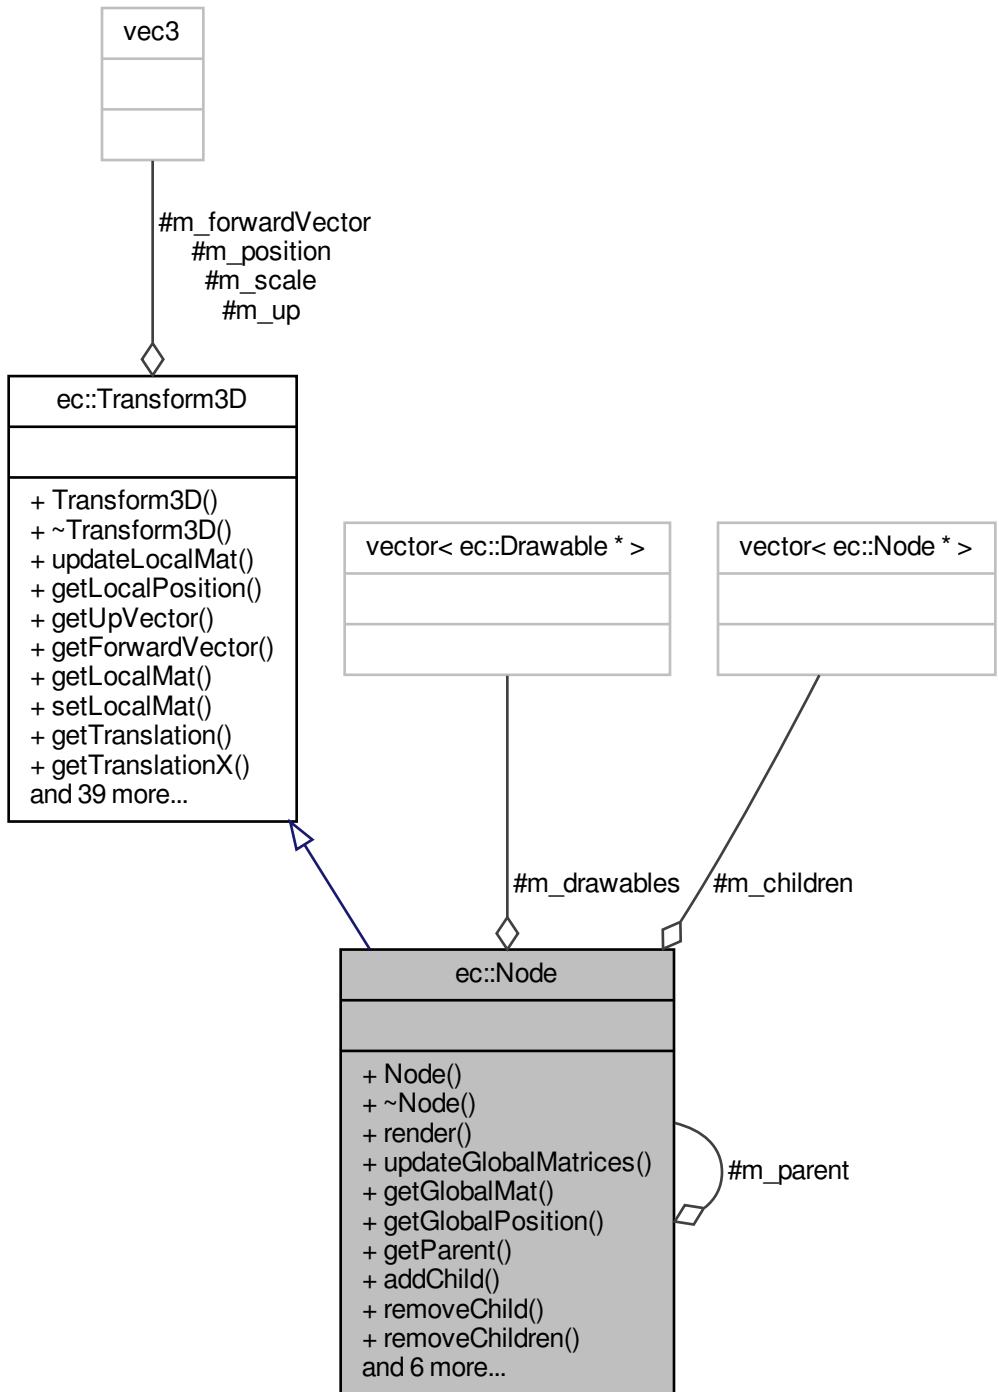 vec3
#m_forwardVector
#m_position
#m_scale
#m_up
ec::Transform3D
+ Transform3D()
+ ~Transform3D()
+ updateLocalMat()
+ getLocalPosition()
+ getUpVector()
+ getForwardVector()
+ getLocalMat()
+ setLocalMat()
+ getTranslation()
+ getTranslationX()
and 39 more...
vector< ec::Drawable * >
vector< ec::Node * >
#m_drawables
#m_children
ec::Node
+ Node()
+ ~Node()
+ render()
+ updateGlobalMatrices()
+ getGlobalMat()
+ getGlobalPosition()
+ getParent()
+ addChild()
+ removeChild()
+ removeChildren()
and 6 more...
#m_parent